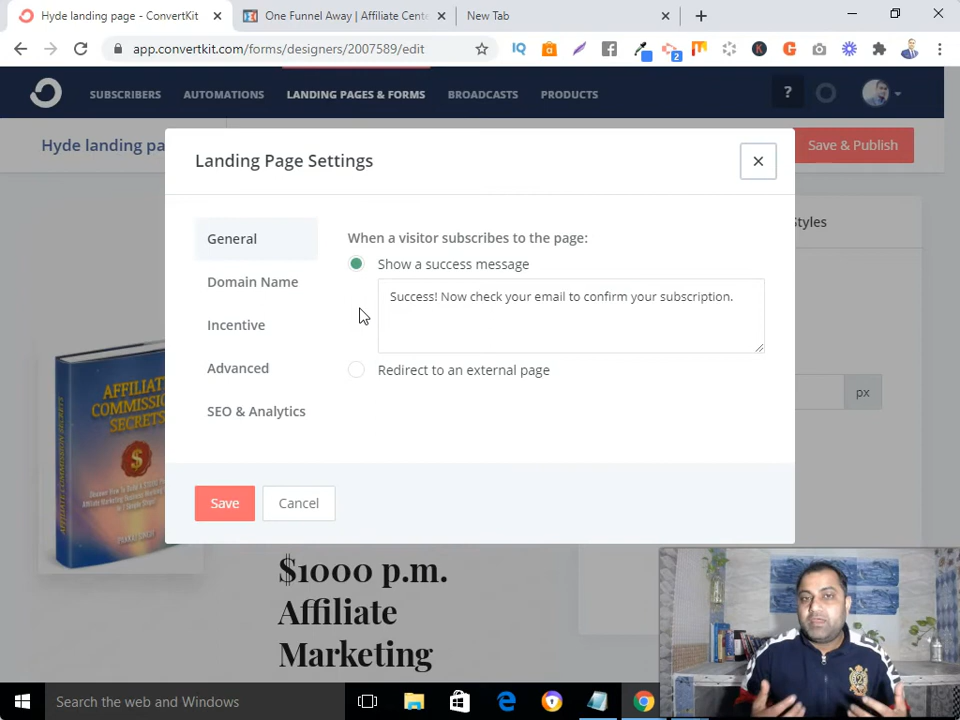 Hyde landing page - ConvertKit
One Funnel Away | Affiliate Cent
New Tab
app.convertkit.com/forms/designers/2007589/edit
SUBSCRIBERS
AUTOMATIONS
LANDING PAGES & FORMS
BROADCASTS
PRODUCTS
?
Hyde landing pa
Save & Publish
Landing Page Settings
Styles
General
Domain Name
Incentive
Advanced
SEO & Analytics
When a visitor subscribes to the page:
Show a success message
Success! Now check your email to confirm your subscription.
Redirect to an external page
px
Save
Cancel
AFFILIATE
COMMISSION
SECRETS
$
AFFILIATE COMMISSION SECRETS
$1000 p.m.
Affiliate
Marketing
Search the web and Windows